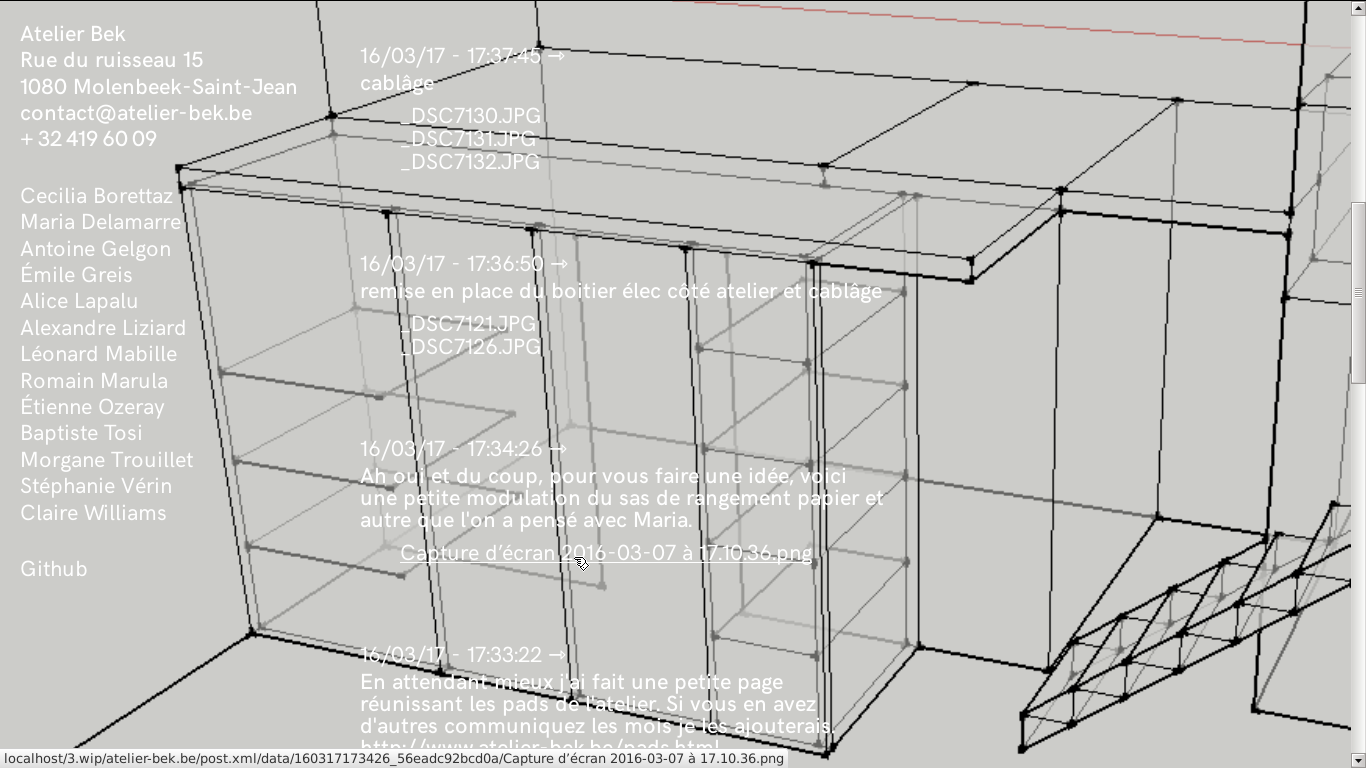 Atelier Bek
Rue du ruisseau 15
1080 Molenbeek-Saint-Jean
contact@atelier-bek.be
+ 32 419 60 09
Cecilia Borettaz
Maria Delamarre
Antoine Gelgon
Émile Greis
Alice Lapalu
Alexandre Liziard
Léonard Mabille
Romain Marula
Étienne Ozeray
Baptiste Tosi
Morgane Trouillet
Stéphanie Vérin
Claire Williams
Github
16/03/17 - 17:37:45 →
cablâge
_DSC7130.JPG
_DSC7131.JPG
_DSC7132.JPG
16/03/17 - 17:36:50 →
remise en place du boitier élec côté atelier et cablâge
_DSC7121.JPG
_DSC7126.JPG
16/03/17 - 17:34:26 →
Ah oui et du coup, pour vous faire une idée, voici
une petite modulation du sas de rangement papier et
autre que l'on a pensé avec Maria.
Capture d’écran 2016-03-07 à 17.10.36.png
16/03/17 - 17:33:22 →
En attendant mieux j'ai fait une petite page
réunissant les pads de l'atelier. Si vous en avez
d'autres communiquez les mois je les ajouterais.
http://www.atelier-bek.be/pads.html
localhost/3.wip/atelier-bek.be/post.xml/data/160317173426_56eadc92bcd0a/Capture d’écran 2016-03-07 à 17.10.36.png